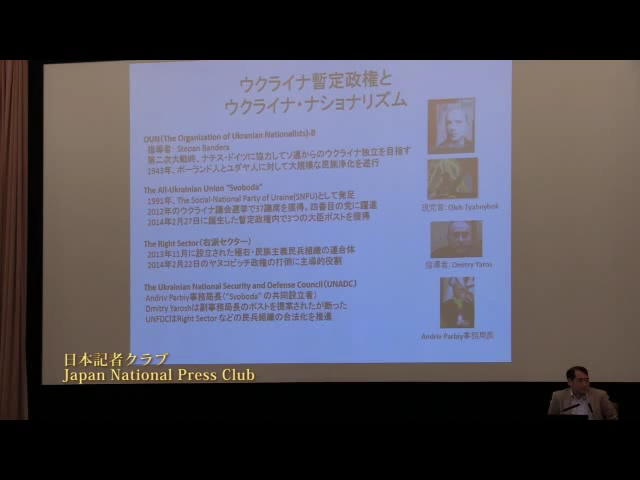 ウクライナ暫定政権と
ウクライナ・ナショナリズム
OUN(The Organization of Ukranian Nationalists)-B
指導者: Stepan Bandera
第二次大戦時、ナチス・ドイツに協力してソ連からのウクライナ独立を目指す
1943年、ポーランド人とユダヤ人に対して大規模な民族浄化を遂行
The All-Ukrainian Union "Svoboda"
1991年、The Social-National Party of Uraine(SNPU)として発足
2012年のウクライナ議会選挙で37議席を獲得。四番目の党に躍進
2014年2月27日に誕生した暫定政権内で3つの大臣ポストを獲得
The Right Sector(右派セクター)
2013年11月に設立された極右・民族主義民兵組織の連合体
2014年2月22日のヤヌコビッチ政権の打倒に主導的役割
The Ukrainian National Security and Defense Council(UNADC)
Andriv Parbiy事務局長("Svoboda"の共同設立者)
Dmitry Yaroshは副事務局長のポストを提案されたが断った
UNFDCはRight Sector などの民兵組織の合法化を推進
現党首: Oleh Tyahnybok
指導者: Dmitry Yaros
Andriv Parbiy事務局長
日本記者クラブ
Japan National Press Club